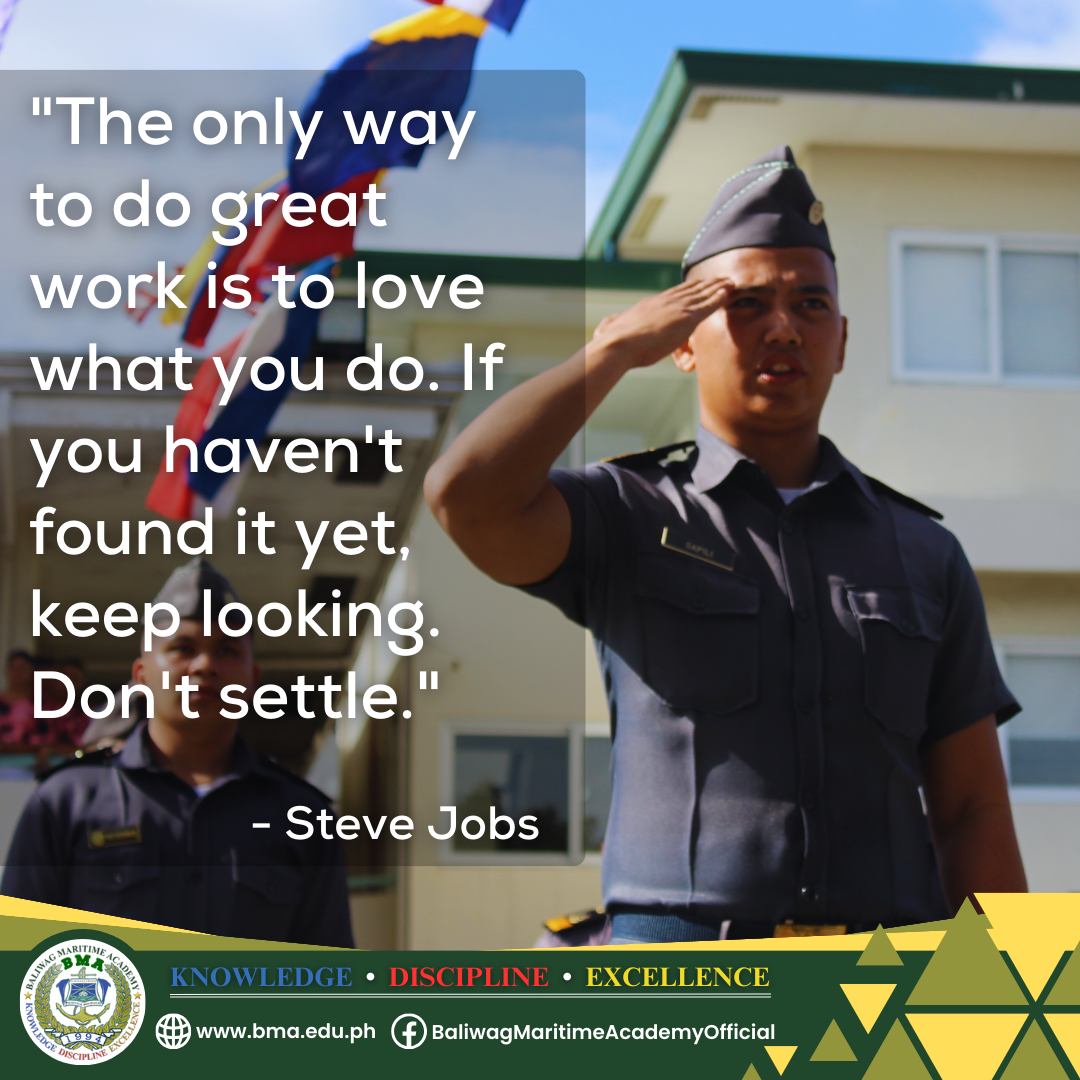 "The only way
to do great
work is to love
what you do. If
you haven't
found it yet,
keep looking.
Don't settle."
- Steve Jobs
CAPILI
BALIWAG MARITIME ACADEMY
BMA
1994
KNOWLEDGE DISCIPLINE EXCELLENCE
KNOWLEDGE • DISCIPLINE • EXCELLENCE
www.bma.edu.ph
BaliwagMaritimeAcademyOfficial